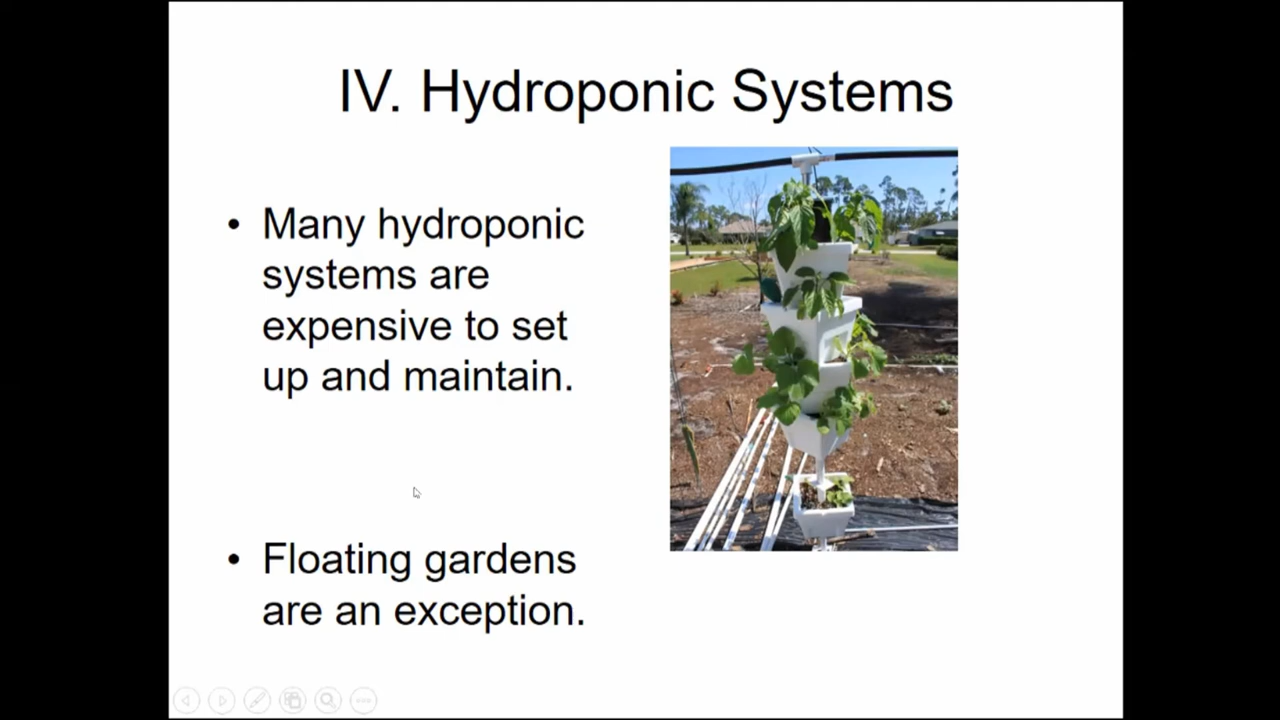 IV. Hydroponic Systems
• Many hydroponic
systems are
expensive to set
up and maintain.
• Floating gardens
are an exception.